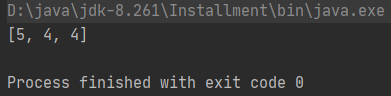 D:\java\jdk-8.261\Installment\bin\java.exe
[5, 4, 4]
Process finished with exit code 0